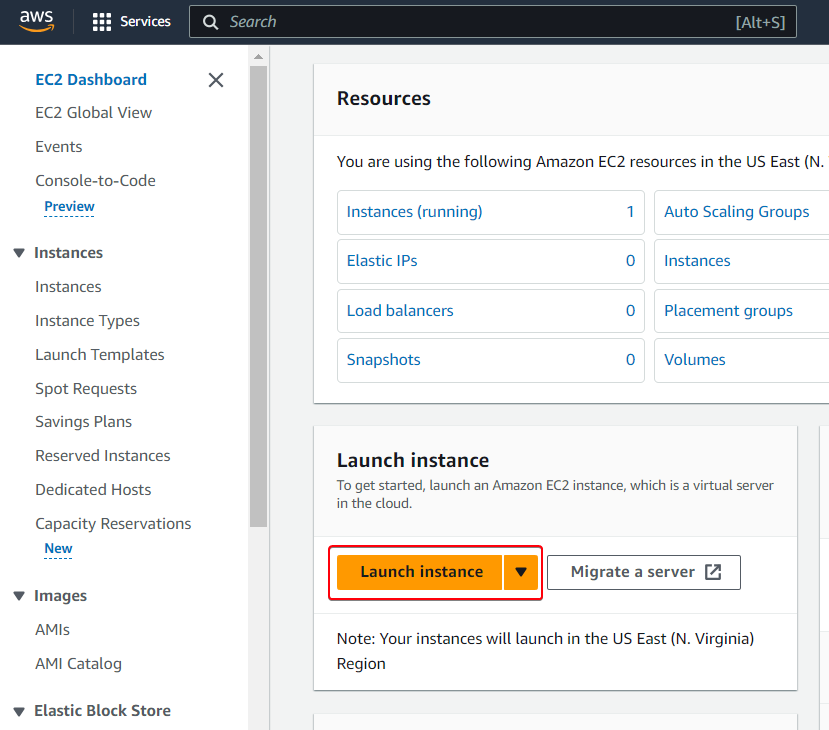 aws
Services
Search
[Alt+S]
EC2 Dashboard
EC2 Global View
Events
Console-to-Code
Preview
Instances
Instances
Instance Types
Launch Templates
Spot Requests
Savings Plans
Reserved Instances
Dedicated Hosts
Capacity Reservations
New
Images
AMIs
AMI Catalog
Elastic Block Store
Resources
You are using the following Amazon EC2 resources in the US East (N.
Instances (running) 1
Auto Scaling Groups
Elastic IPs 0
Instances
Load balancers 0
Placement groups
Snapshots 0
Volumes
Launch instance
To get started, launch an Amazon EC2 instance, which is a virtual server
in the cloud.
Launch instance
Migrate a server
Note: Your instances will launch in the US East (N. Virginia)
Region